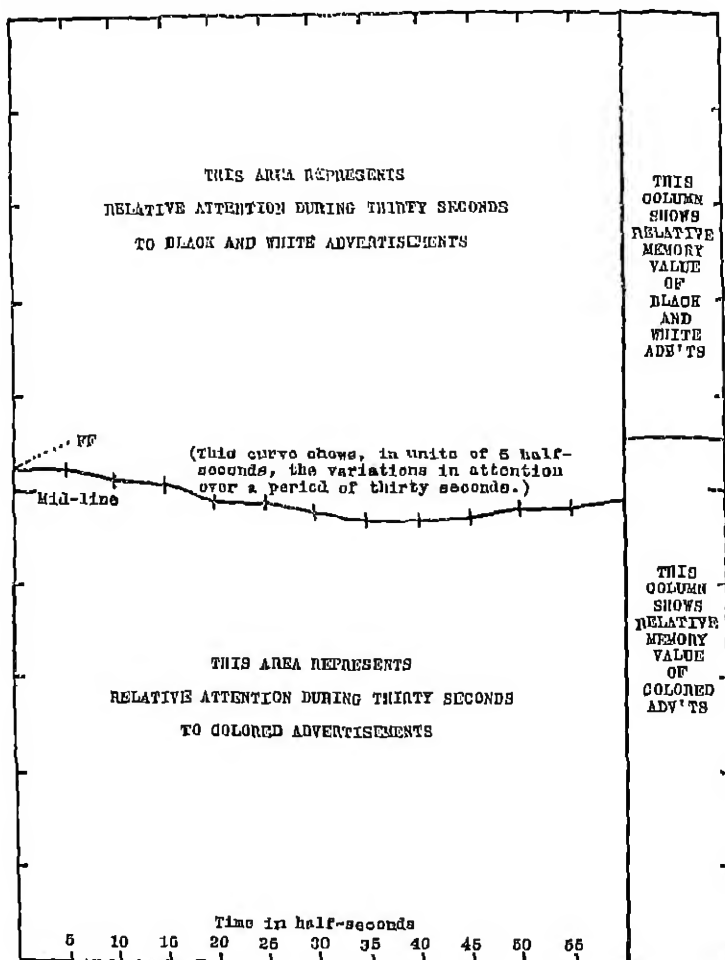 THIS AREA REPRESENTS
RELATIVE ATTENTION DURING THIRTY SECONDS
TO BLACK AND WHITE ADVERTISEMENTS
THIS
COLUMN
SHOWS
RELATIVE
MEMORY
VALUE
OF
BLACK
AND
WHITE
ADB'TS
FF
(This curve shows, in units of 5 half-
seconds, the variations in attention
over a period of thirty seconds.)
Mid-line
THIS
COLUMN
SHOWS
RELATIVE
MEMORY
VALUE
OF
COLORED
ADV'TS
THIS AREA REPRESENTS
RELATIVE ATTENTION DURING THIRTY SECONDS
TO COLORED ADVERTISEMENTS
Time in half-seconds
5 10 15 20 25 30 35 40 45 50 55